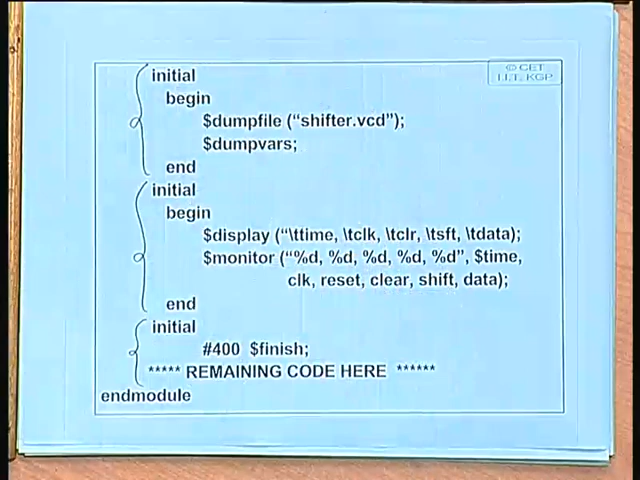 © CET
I.I.T. KGP
initial
begin
$dumpfile (“shifter.vcd”);
$dumpvars;
end
initial
begin
$display (“\ttime, \tclk, \tclr, \tsft, \tdata);
$monitor (“%d, %d, %d, %d, %d”, $time,
clk, reset, clear, shift, data);
end
initial
#400 $finish;
***** REMAINING CODE HERE ******
endmodule